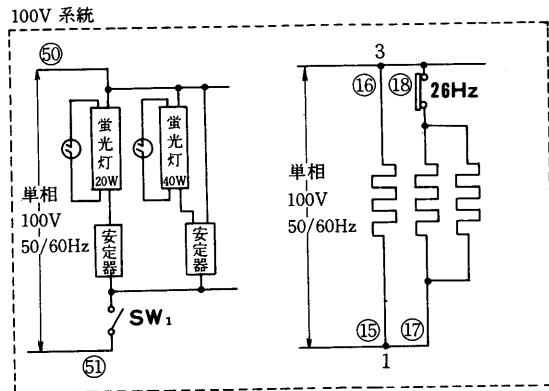 100V 系統
㊿
蛍光灯
20W
蛍光灯
40W
単相
100V
50/60Hz
安定器
安定器
SW₁
51
3
⑯
⑱
26Hz
単相
100V
50/60Hz
⑮
⑰
1